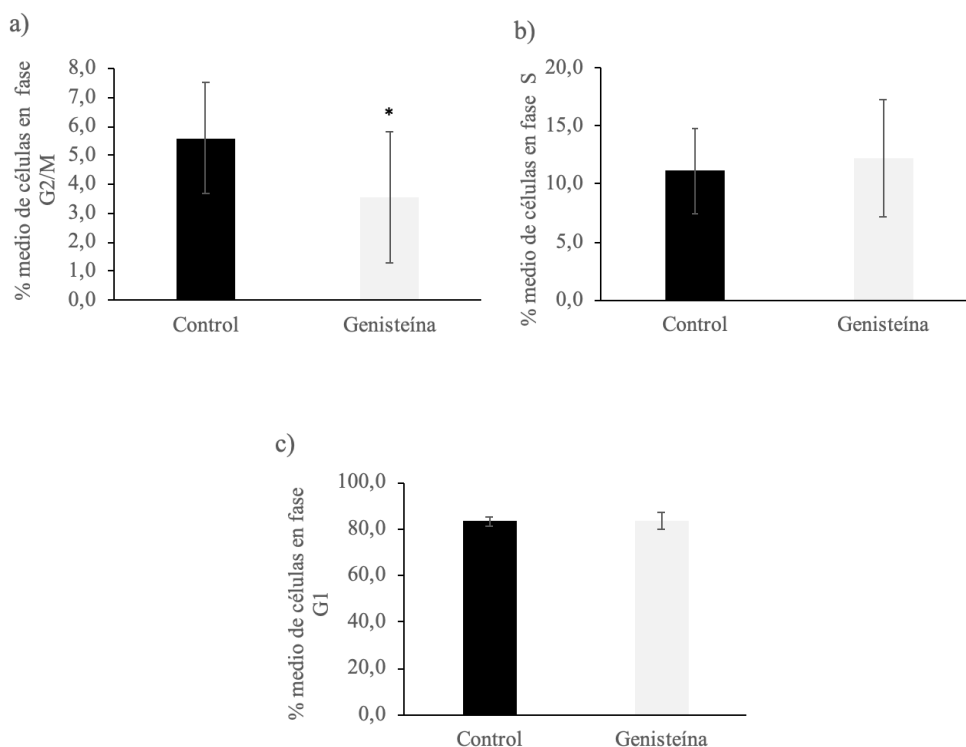 a)
% medio de células en fase
G2/M
8,0
7,0
6,0
5,0
4,0
3,0
2,0
1,0
0,0
*
Control
Genisteína
b)
% medio de células en fase S
20,0
15,0
10,0
5,0
0,0
Control
Genisteína
c)
% medio de células en fase
G1
100,0
80,0
60,0
40,0
20,0
0,0
Control
Genisteína